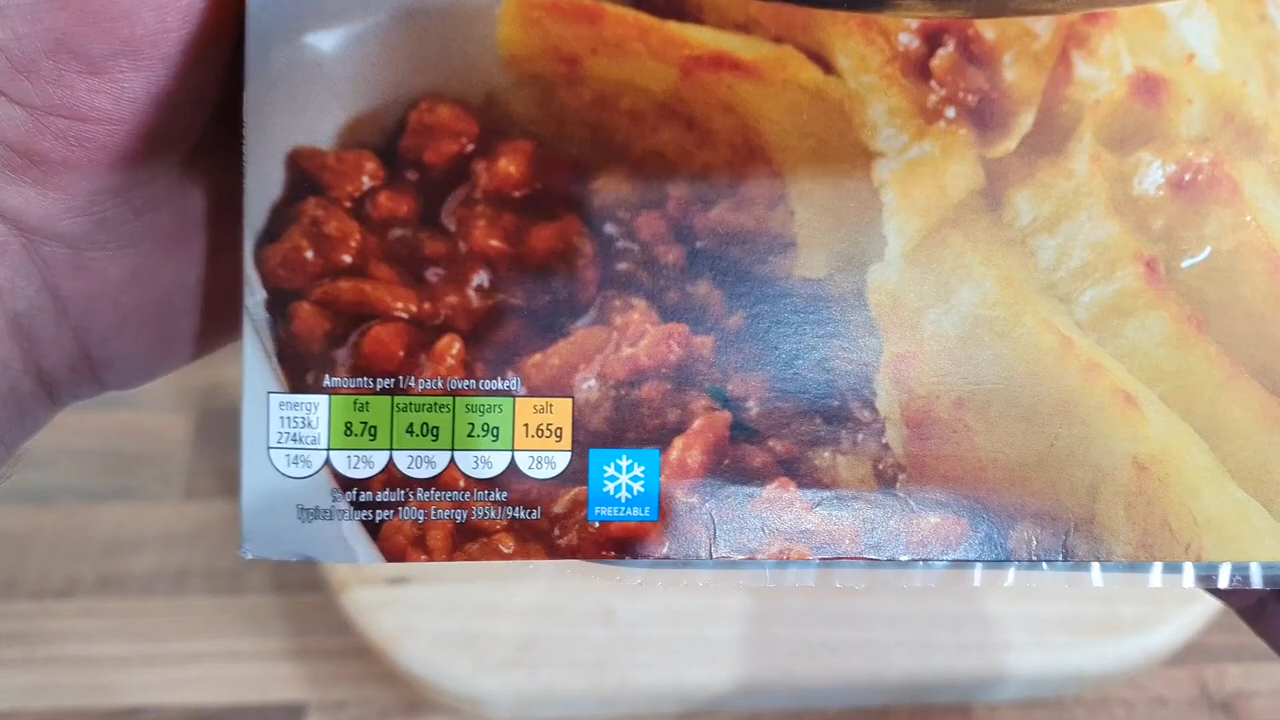 Amounts per 1/4 pack (oven cooked)
energy
1153kJ
274kcal
14%
fat
8.7g
12%
saturates
4.0g
20%
sugars
2.9g
3%
salt
1.65g
28%
% of an adult's Reference Intake
Typical values per 100g: Energy 395kJ/94kcal
FREEZABLE